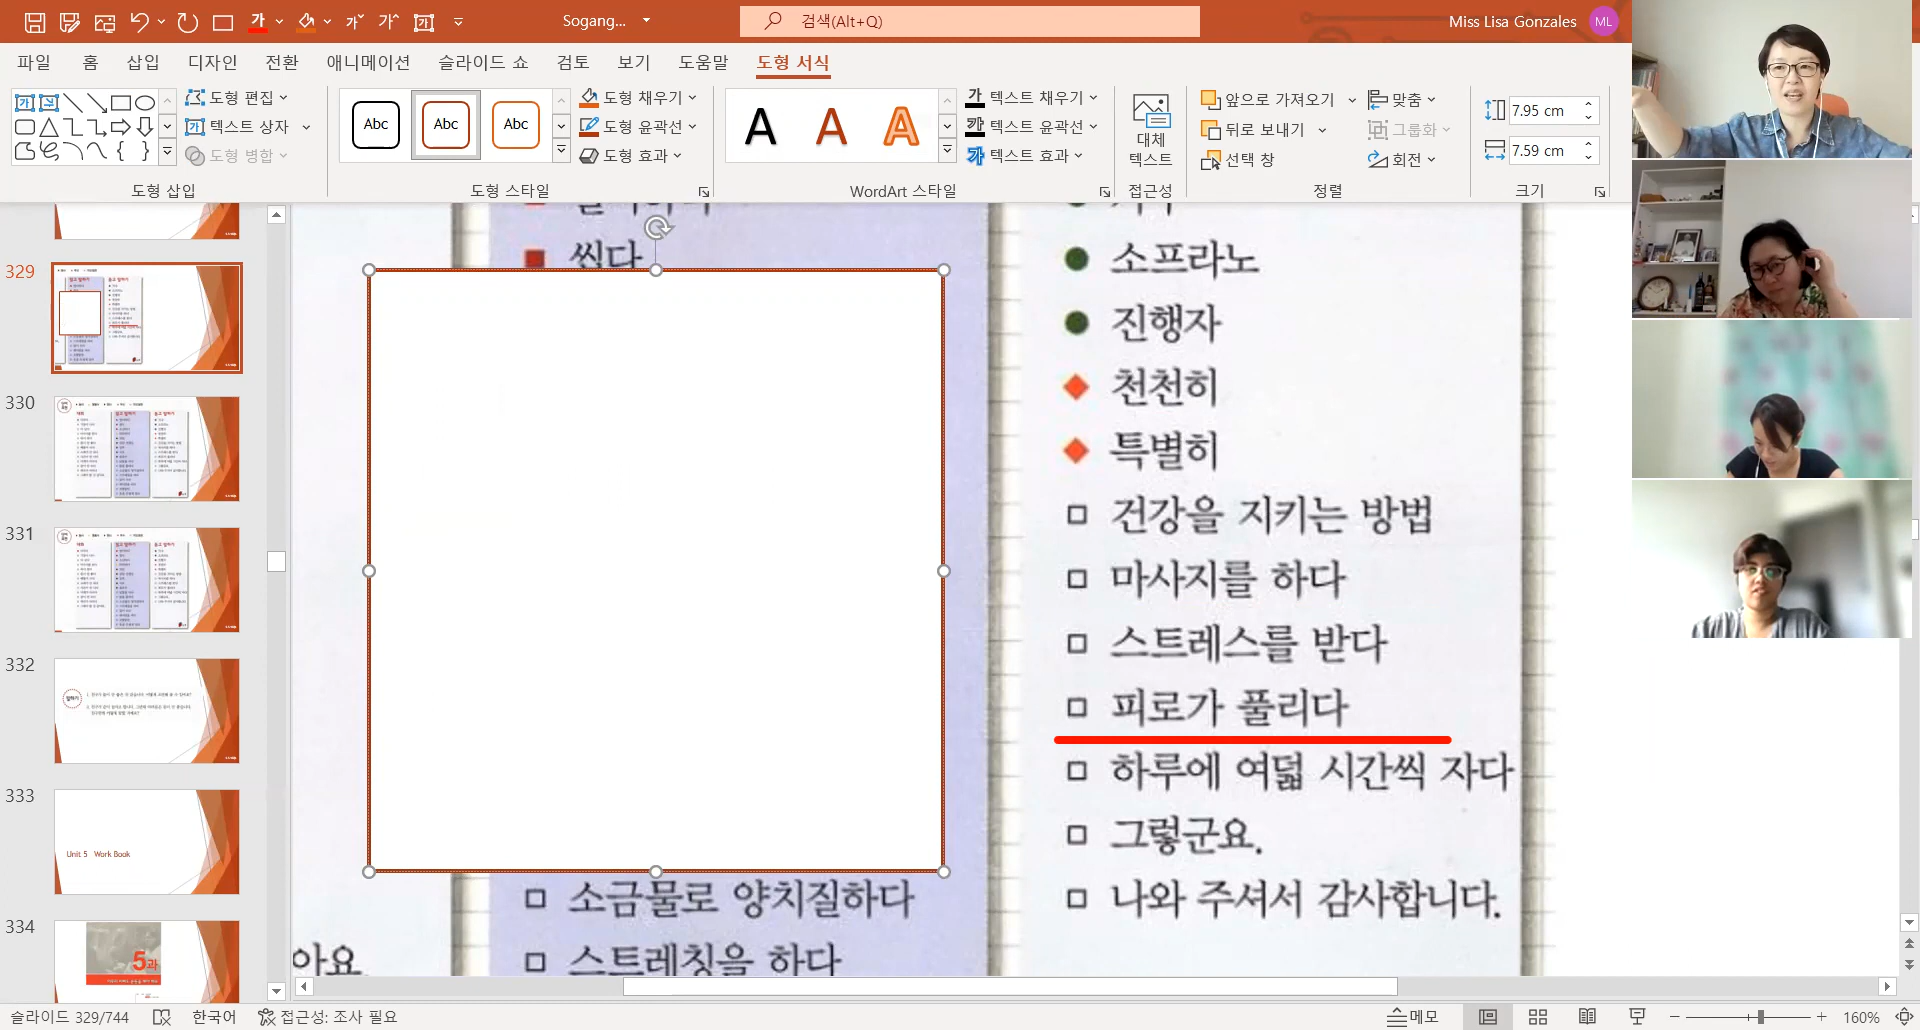 가
가ˇ
가^
가
Sogang...
검색(Alt+Q)
Miss Lisa Gonzales
ML
파일 홈 삽입 디자인 전환 애니메이션 슬라이드 쇼 검토 보기 도움말 도형 서식
도형 편집
텍스트 상자
도형 병합
도형 삽입
Abc Abc Abc
도형 채우기
도형 윤곽선
도형 효과
도형 스타일
A A A
텍스트 채우기
텍스트 윤곽선
텍스트 효과
WordArt 스타일
대체
텍스트
접근성
앞으로 가져오기
뒤로 보내기
선택 창
맞춤
그룹화
회전
정렬
7.95 cm
7.59 cm
크기
329
330
331
332
333
Unit 5 Work Book
334
5과
씻다
소금물로 양치질하다
스트레칭을 하다
아요.
소프라노
진행자
천천히
특별히
건강을 지키는 방법
마사지를 하다
스트레스를 받다
피로가 풀리다
하루에 여덟 시간씩 자다
그렇군요.
나와 주셔서 감사합니다.
슬라이드 329/744
한국어
접근성: 조사 필요
메모
160%